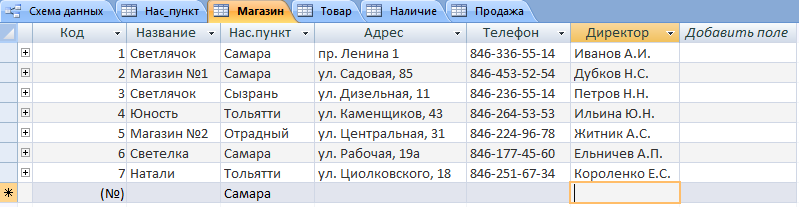 Схема данных Нас_пункт Магазин Товар Наличие Продажа
Код Название Нас.пункт Адрес Телефон Директор Добавить поле
1 Светлячок Самара пр. Ленина 1 846-336-55-14 Иванов А.И.
2 Магазин №1 Самара ул. Садовая, 85 846-453-52-54 Дубков Н.С.
3 Светлячок Сызрань ул. Дизельная, 11 846-236-55-14 Петров Н.Н.
4 Юность Тольятти ул. Каменщиков, 43 846-264-53-53 Ильина Ю.Н.
5 Магазин №2 Отрадный ул. Центральная, 31 846-224-96-78 Житник А.С.
6 Светелка Самара ул. Рабочая, 19а 846-177-45-60 Ельничев А.П.
7 Натали Тольятти ул. Циолковского, 18 846-251-67-34 Короленко Е.С.
(№) Самара